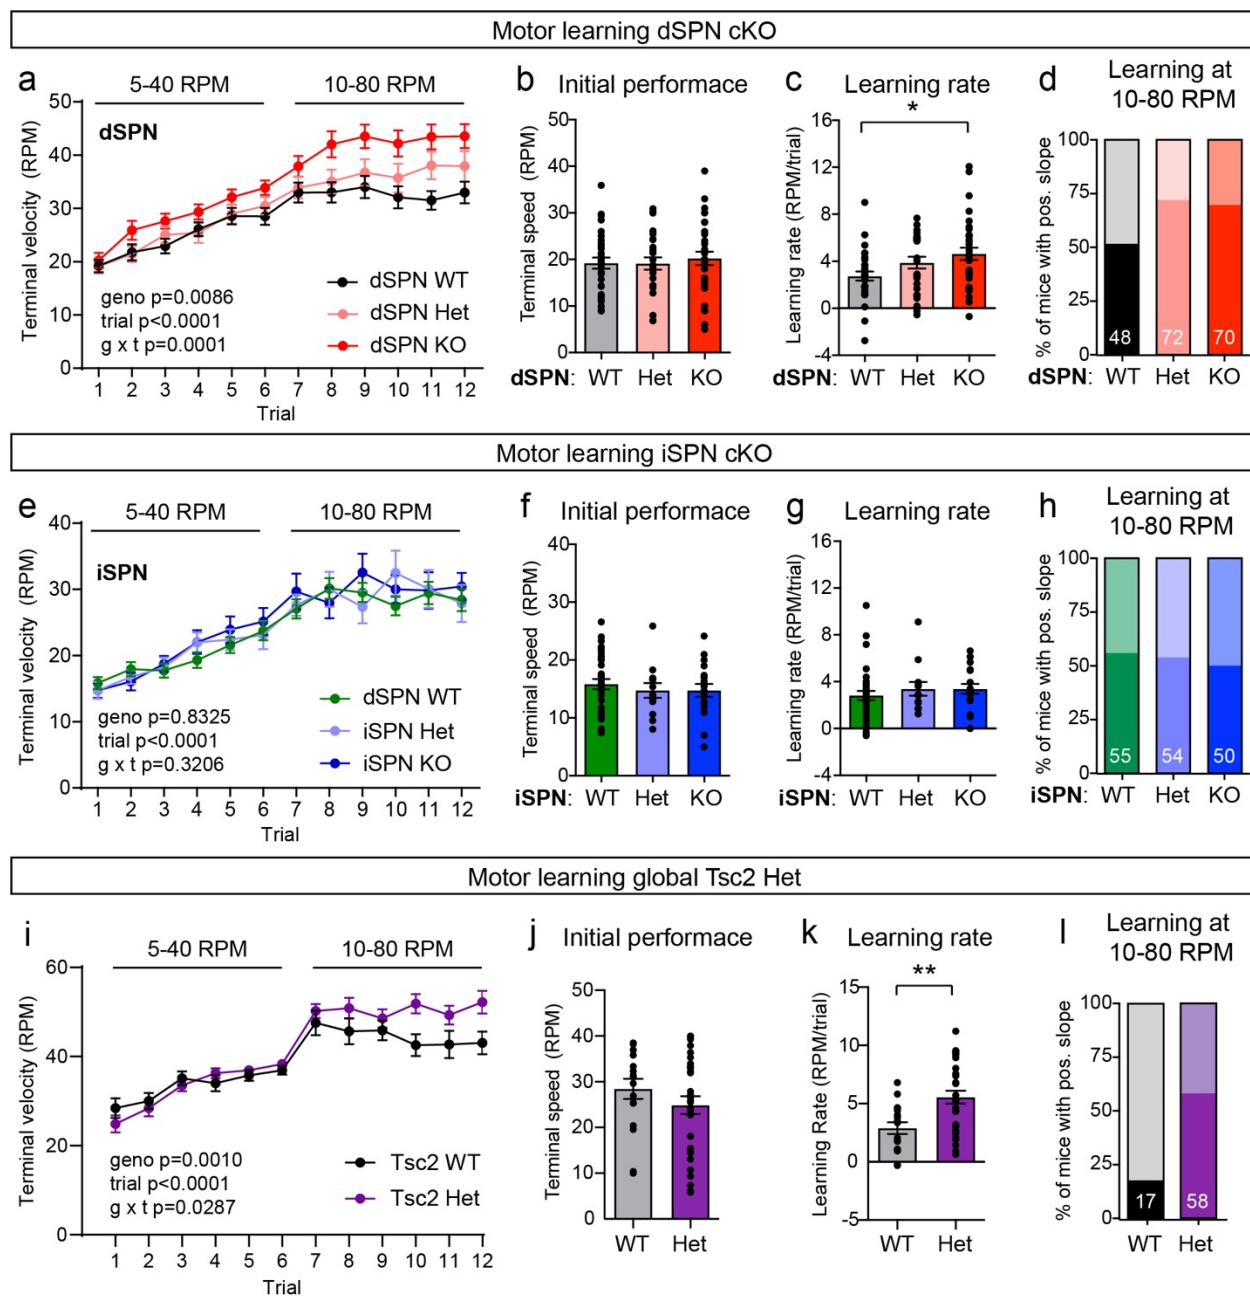 Motor learning dSPN cKO
a
5-40 RPM
10-80 RPM
dSPN
Terminal velocity (RPM)
50
40
30
20
10
0
geno p=0.0086
trial p<0.0001
g x t p=0.0001
dSPN WT
dSPN Het
dSPN KO
1 2 3 4 5 6 7 8 9 10 11 12
Trial
b
Initial performace
Terminal speed (RPM)
50
40
30
20
10
0
dSPN: WT Het KO
c
Learning rate
*
Learning rate (RPM/trial)
16
12
8
4
0
-4
dSPN: WT Het KO
d
Learning at
10-80 RPM
% of mice with pos. slope
100
75
50
25
0
48 72 70
dSPN: WT Het KO
Motor learning iSPN cKO
e
5-40 RPM
10-80 RPM
iSPN
Terminal velocity (RPM)
40
30
20
10
0
geno p=0.8325
trial p<0.0001
g x t p=0.3206
dSPN WT
iSPN Het
iSPN KO
1 2 3 4 5 6 7 8 9 10 11 12
Trial
f
Initial performace
Terminal speed (RPM)
40
30
20
10
0
iSPN: WT Het KO
g
Learning rate
Learning rate (RPM/trial)
16
12
8
4
0
-4
iSPN: WT Het KO
h
Learning at
10-80 RPM
% of mice with pos. slope
100
75
50
25
0
55 54 50
iSPN: WT Het KO
Motor learning global Tsc2 Het
i
5-40 RPM
10-80 RPM
Terminal velocity (RPM)
60
40
20
0
geno p=0.0010
trial p<0.0001
g x t p=0.0287
Tsc2 WT
Tsc2 Het
1 2 3 4 5 6 7 8 9 10 11 12
Trial
j
Initial performace
Terminal speed (RPM)
50
40
30
20
10
0
WT Het
k
Learning rate
**
Learning Rate (RPM/trial)
15
10
5
0
-5
WT Het
l
Learning at
10-80 RPM
% of mice with pos. slope
100
75
50
25
0
17 58
WT Het